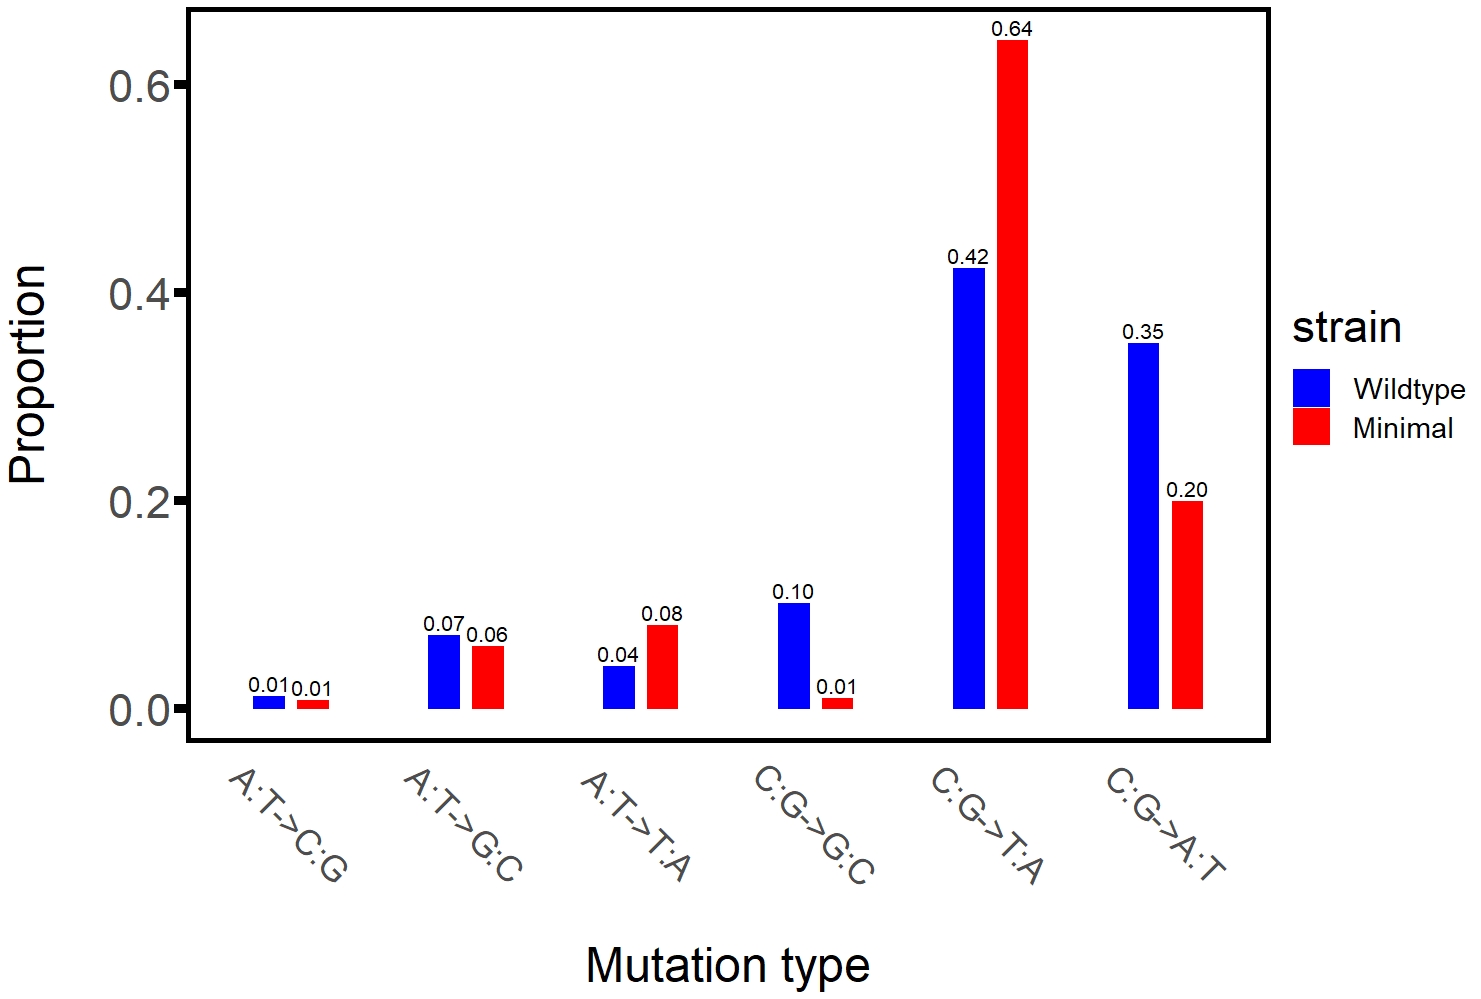 Proportion
0.6
0.4
0.2
0.0
0.01 0.01
0.07 0.06
0.04 0.08
0.10 0.01
0.42 0.64
0.35 0.20
A:T->C:G
A:T->G:C
A:T->T:A
C:G->G:C
C:G->T:A
C:G->A:T
Mutation type
strain
Wildtype
Minimal